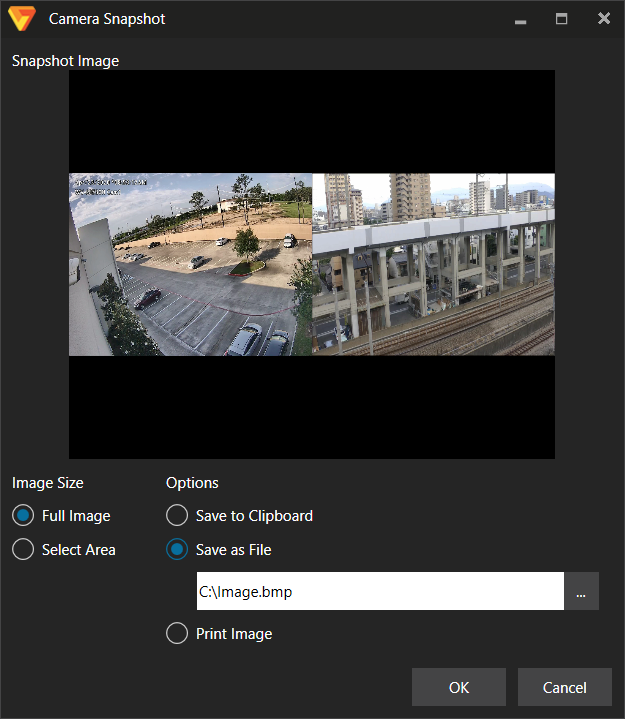 Camera Snapshot
Snapshot Image
Image Size
Options
Full Image
Save to Clipboard
Select Area
Save as File
C:\Image.bmp
...
Print Image
OK
Cancel